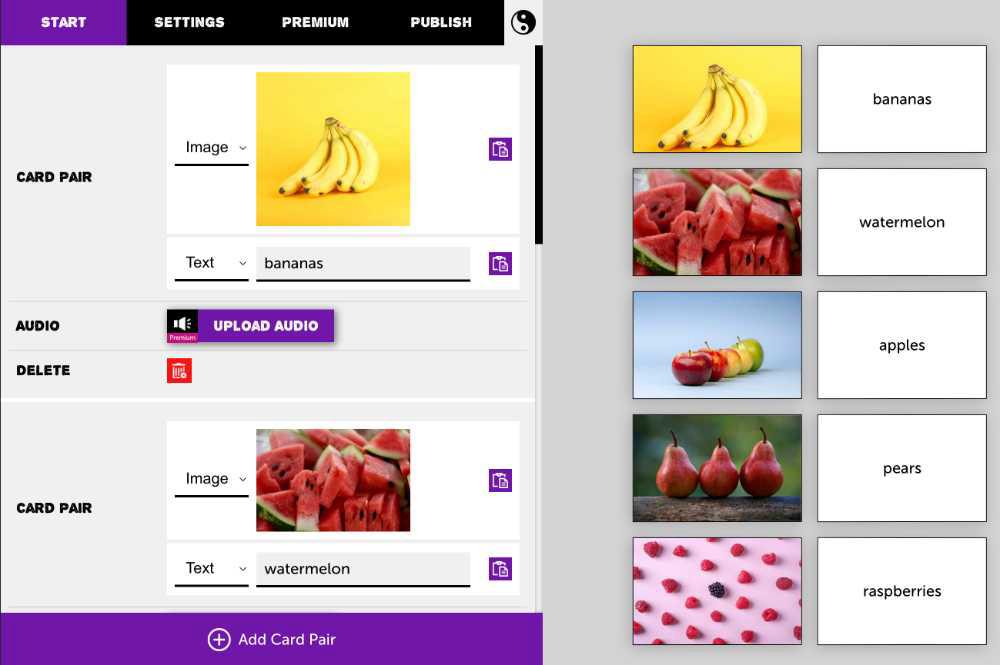 START SETTINGS PREMIUM PUBLISH
CARD PAIR
Image
Text bananas
AUDIO
Premium
UPLOAD AUDIO
DELETE
CARD PAIR
Image
Text watermelon
Add Card Pair
bananas
watermelon
apples
pears
raspberries